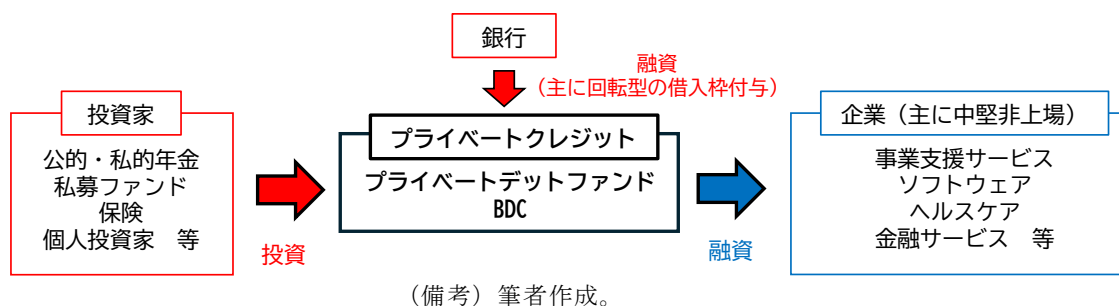 銀行
融資
(主に回転型の借入枠付与)
投資家
公的・私的年金
私募ファンド
保険
個人投資家　等
投資
プライベートクレジット
プライベートデットファンド
BDC
融資
企業（主に中堅非上場）
事業支援サービス
ソフトウェア
ヘルスケア
金融サービス　等
（備考）筆者作成。